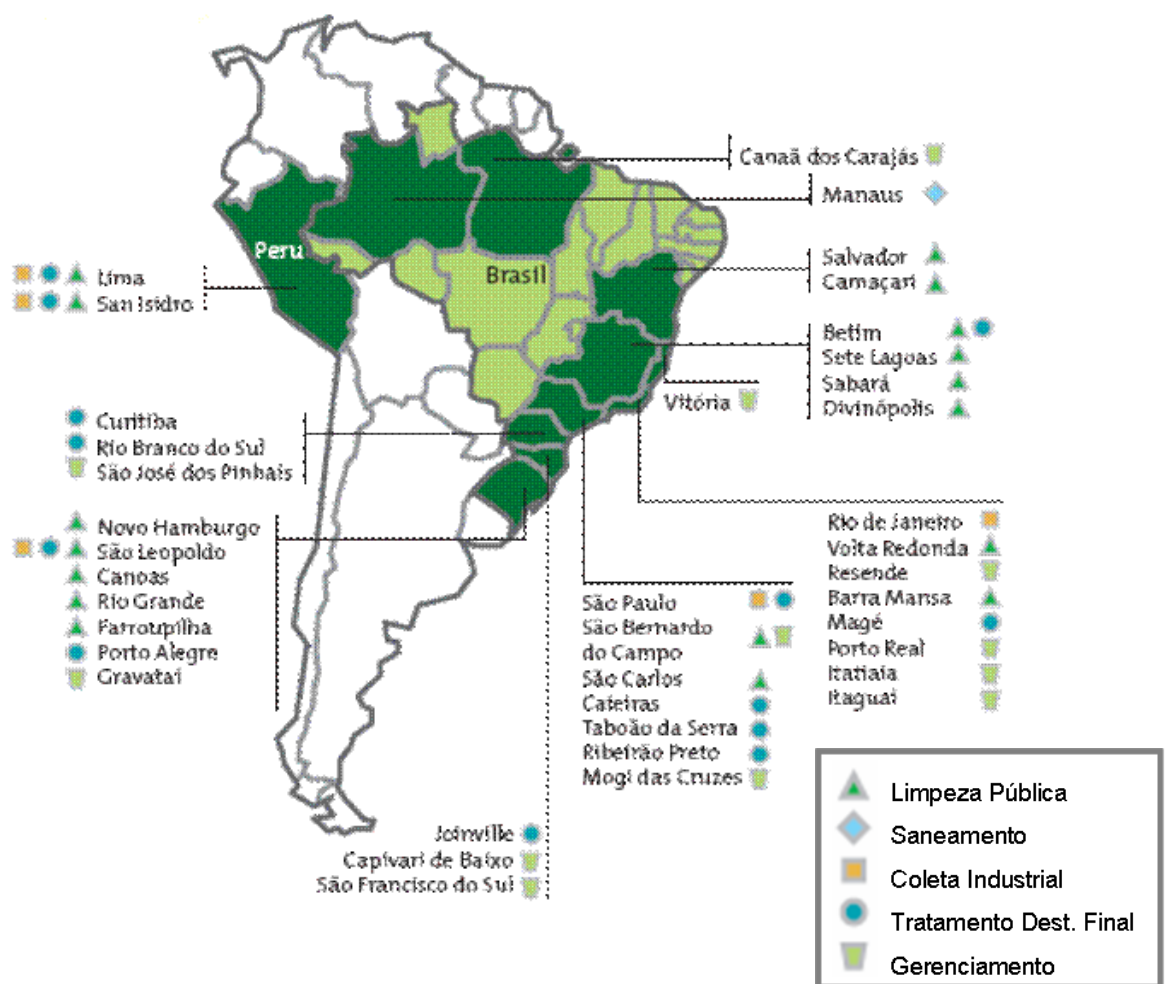 Canaã dos Carajás
Manaus
Peru
Brasil
Lima
San Isidro
Salvador
Camaçari
Betim
Sete Lagoas
Sabará
Divinópolis
Vitória
Curitiba
Rio Branco do Sul
São José dos Pinhais
Novo Hamburgo
São Leopoldo
Canoas
Rio Grande
Farroupilha
Porto Alegre
Gravataí
São Paulo
São Bernardo
do Campo
São Carlos
Caieiras
Taboão da Serra
Ribeirão Preto
Mogi das Cruzes
Rio de Janeiro
Volta Redonda
Resende
Barra Mansa
Magé
Porto Real
Itatiaia
Itaguaí
Joinville
Capivari de Baixo
São Francisco do Sul
Limpeza Pública
Saneamento
Coleta Industrial
Tratamento Dest. Final
Gerenciamento